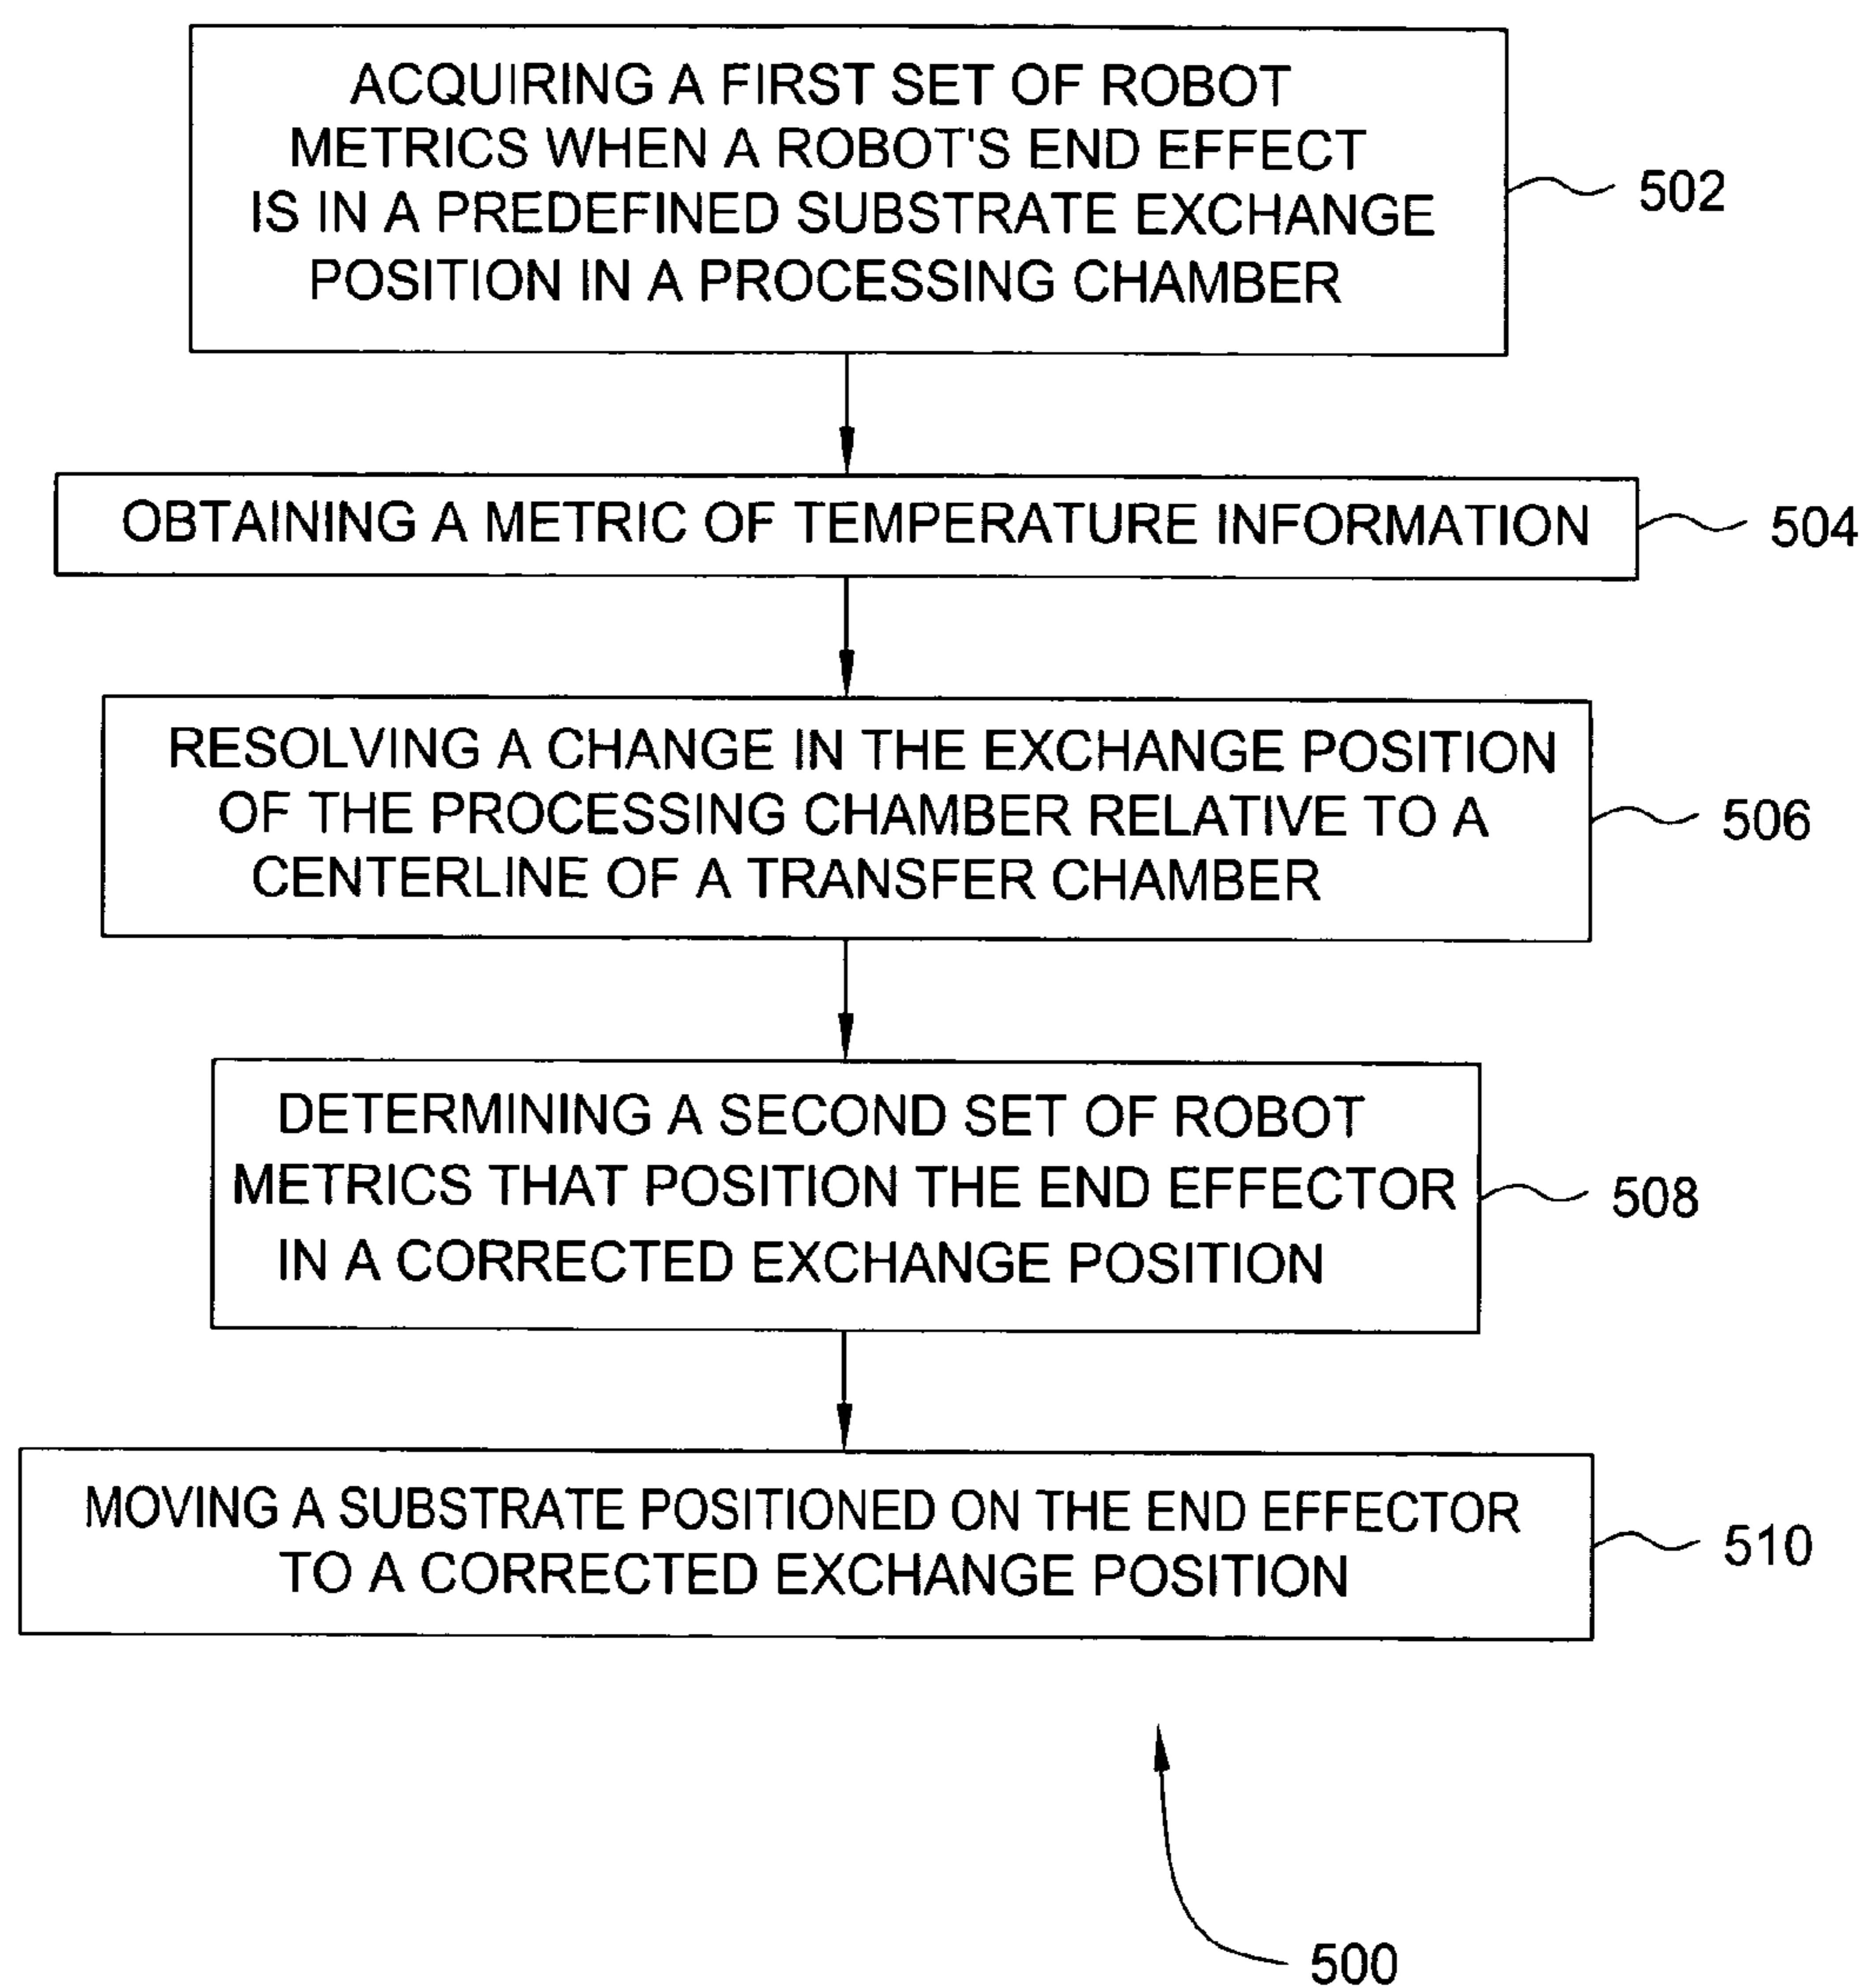 ACQUIRING A FIRST SET OF ROBOT
METRICS WHEN A ROBOT'S END EFFECT
IS IN A PREDEFINED SUBSTRATE EXCHANGE
POSITION IN A PROCESSING CHAMBER
502
OBTAINING A METRIC OF TEMPERATURE INFORMATION
504
RESOLVING A CHANGE IN THE EXCHANGE POSITION
OF THE PROCESSING CHAMBER RELATIVE TO A
CENTERLINE OF A TRANSFER CHAMBER
506
DETERMINING A SECOND SET OF ROBOT
METRICS THAT POSITION THE END EFFECTOR
IN A CORRECTED EXCHANGE POSITION
508
MOVING A SUBSTRATE POSITIONED ON THE END EFFECTOR
TO A CORRECTED EXCHANGE POSITION
510
500